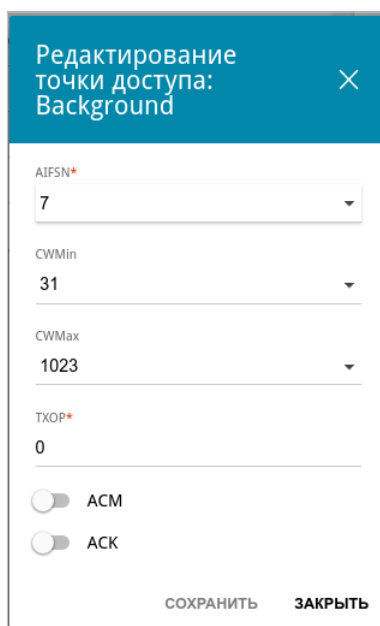 Редактирование
точки доступа:
Background
AIFSN*
7
CWMin
31
CWMax
1023
TXOP*
0
ACM
ACK
СОХРАНИТЬ ЗАКРЫТЬ